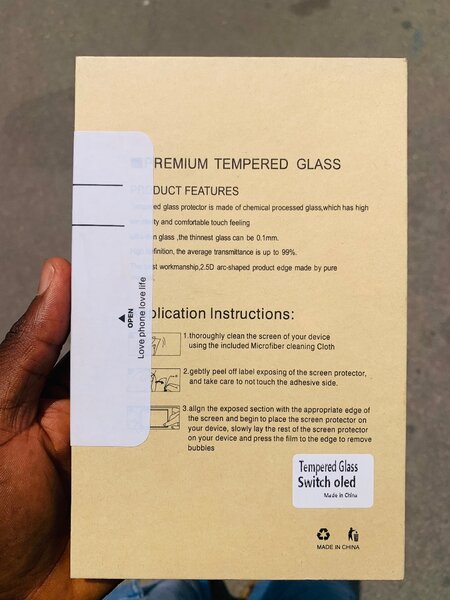 PREMIUM TEMPERED GLASS
PRODUCT FEATURES
glass protector is made of chemical processed glass,which has high
and comfortable touch feeling
glass ,the thinnest glass can be 0.1mm.
the average transmittance is up to 99%.
workmanship,2.5D arc-shaped product edge made by pure
OPEN
Love phone love life
Instructions:
1.thoroughly clean the screen of your device
using the included Microfiber cleaning Cloth
2.gebtly peel off label exposing of the screen protector,
and take care to not touch the adhesive side.
3.align the exposed section with the appropriate edge of
the screen and begin to place the screen protector on
your device, slowly lay the rest of the screen protector
on your device and press the film to the edge to remove
bubbles
Tempered Glass
Switch oled
Made in China
MADE IN CHINA